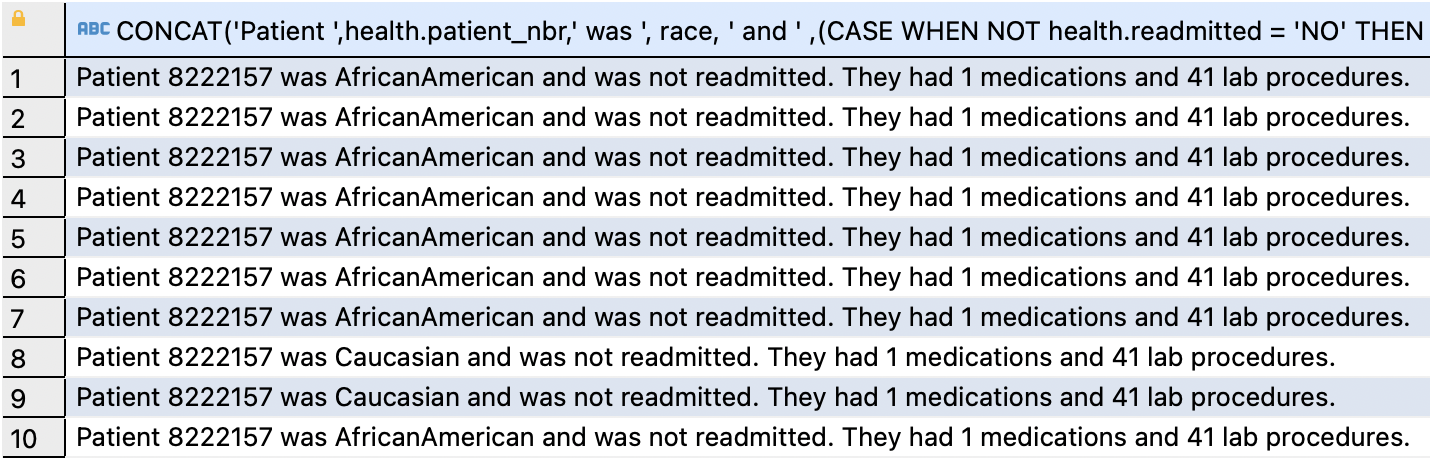 ABC CONCAT('Patient ',health.patient_nbr,' was ', race, ' and ' ,(CASE WHEN NOT health.readmitted = 'NO' THEN
1 Patient 8222157 was AfricanAmerican and was not readmitted. They had 1 medications and 41 lab procedures.
2 Patient 8222157 was AfricanAmerican and was not readmitted. They had 1 medications and 41 lab procedures.
3 Patient 8222157 was AfricanAmerican and was not readmitted. They had 1 medications and 41 lab procedures.
4 Patient 8222157 was AfricanAmerican and was not readmitted. They had 1 medications and 41 lab procedures.
5 Patient 8222157 was AfricanAmerican and was not readmitted. They had 1 medications and 41 lab procedures.
6 Patient 8222157 was AfricanAmerican and was not readmitted. They had 1 medications and 41 lab procedures.
7 Patient 8222157 was AfricanAmerican and was not readmitted. They had 1 medications and 41 lab procedures.
8 Patient 8222157 was Caucasian and was not readmitted. They had 1 medications and 41 lab procedures.
9 Patient 8222157 was Caucasian and was not readmitted. They had 1 medications and 41 lab procedures.
10 Patient 8222157 was AfricanAmerican and was not readmitted. They had 1 medications and 41 lab procedures.